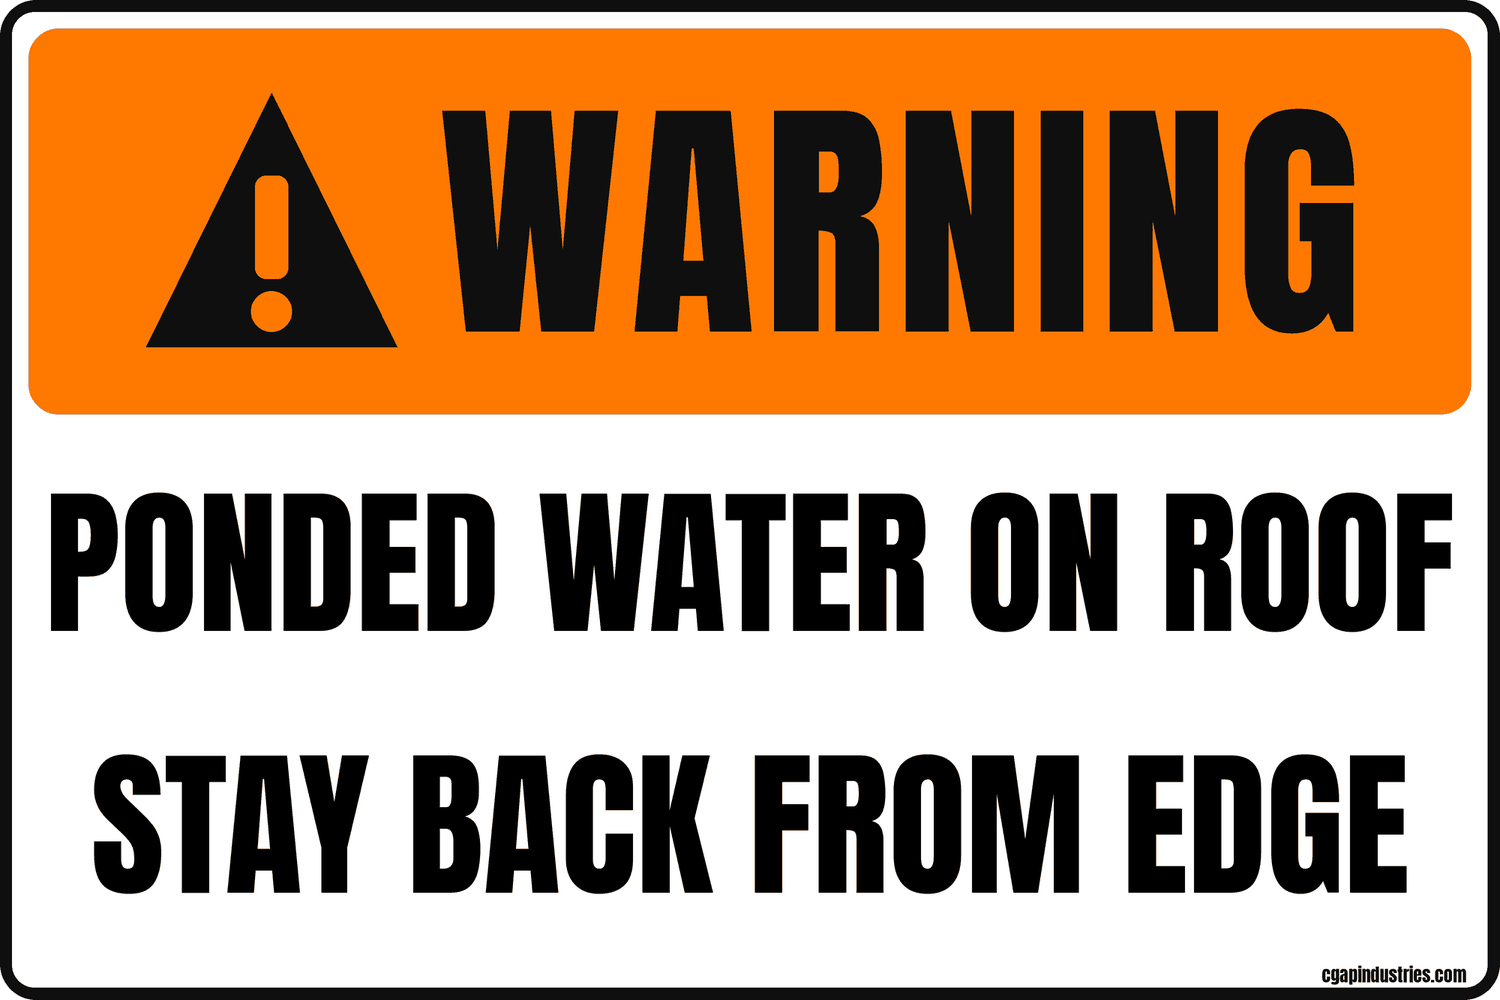 WARNING
PONDED WATER ON ROOF
STAY BACK FROM EDGE
cgapindustries.com